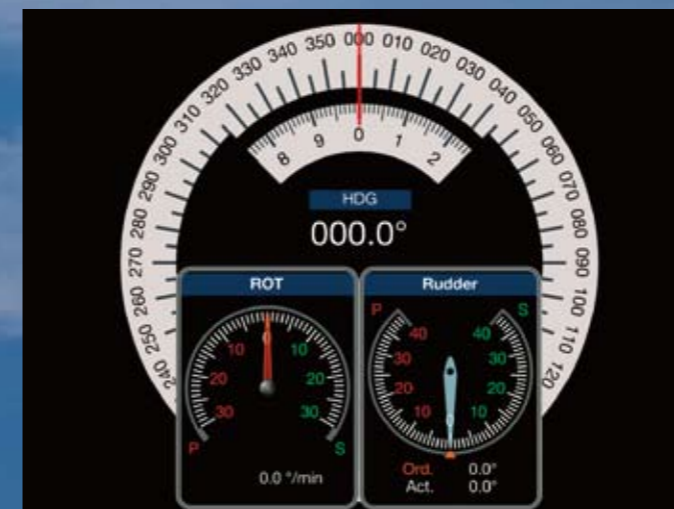 240 250 260 270 280 290 300 310 320 330 340 350 000 010 020 030 040 050 060 070 080 090 100 110 120
8 9 0 1 2
HDG
000.0°
ROT
30 20 10 0 10 20 30
P S
0.0 °/min
Rudder
P S
40 30 20 10 0 10 20 30 40
Ord. 0.0°
Act. 0.0°